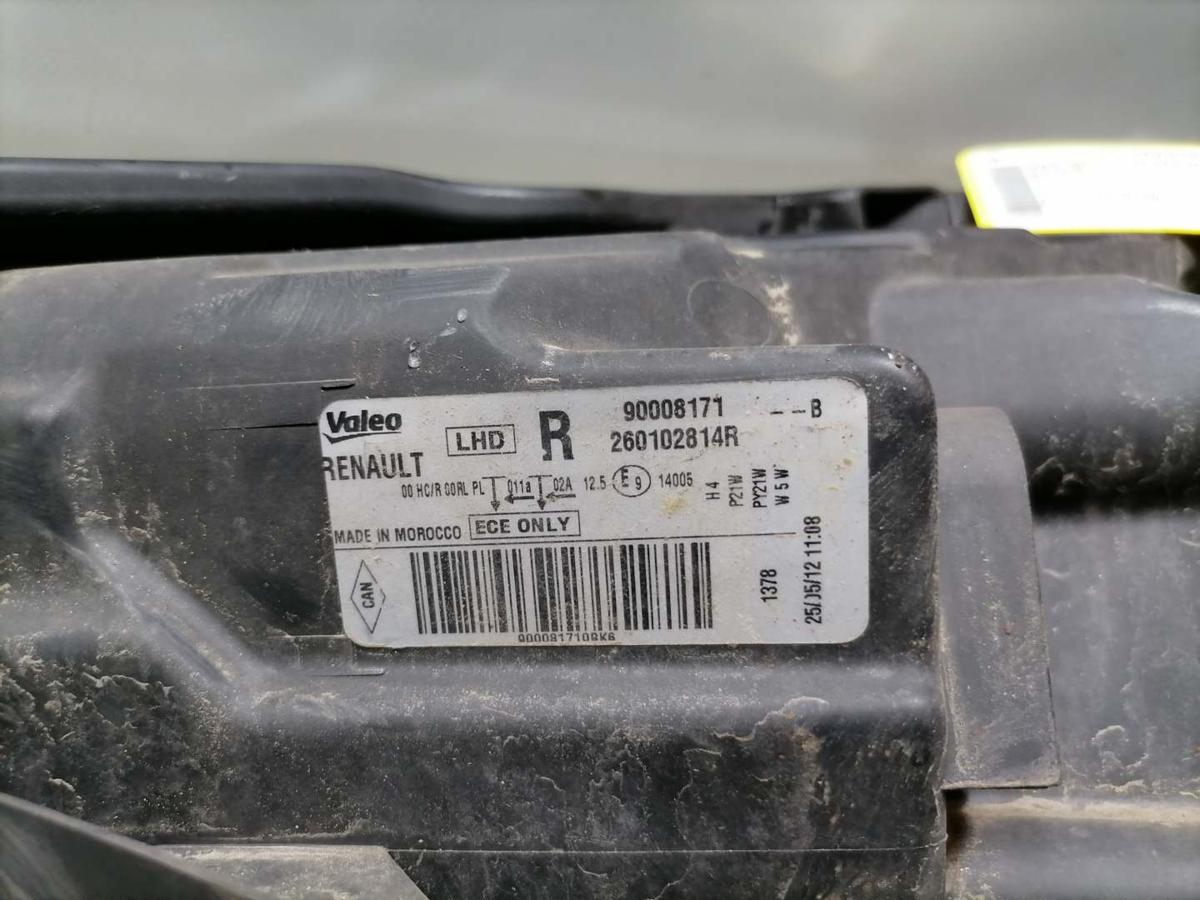 Valeo
RENAULT
LHD
R
90008171 - - B
260102814R
00 HC/R 00RL PL 011a 02A 12.5 E9 14005
H4
P21W
PY21W
W5W
MADE IN MOROCCO
ECE ONLY
CAN
1378
25/05/12 11:08